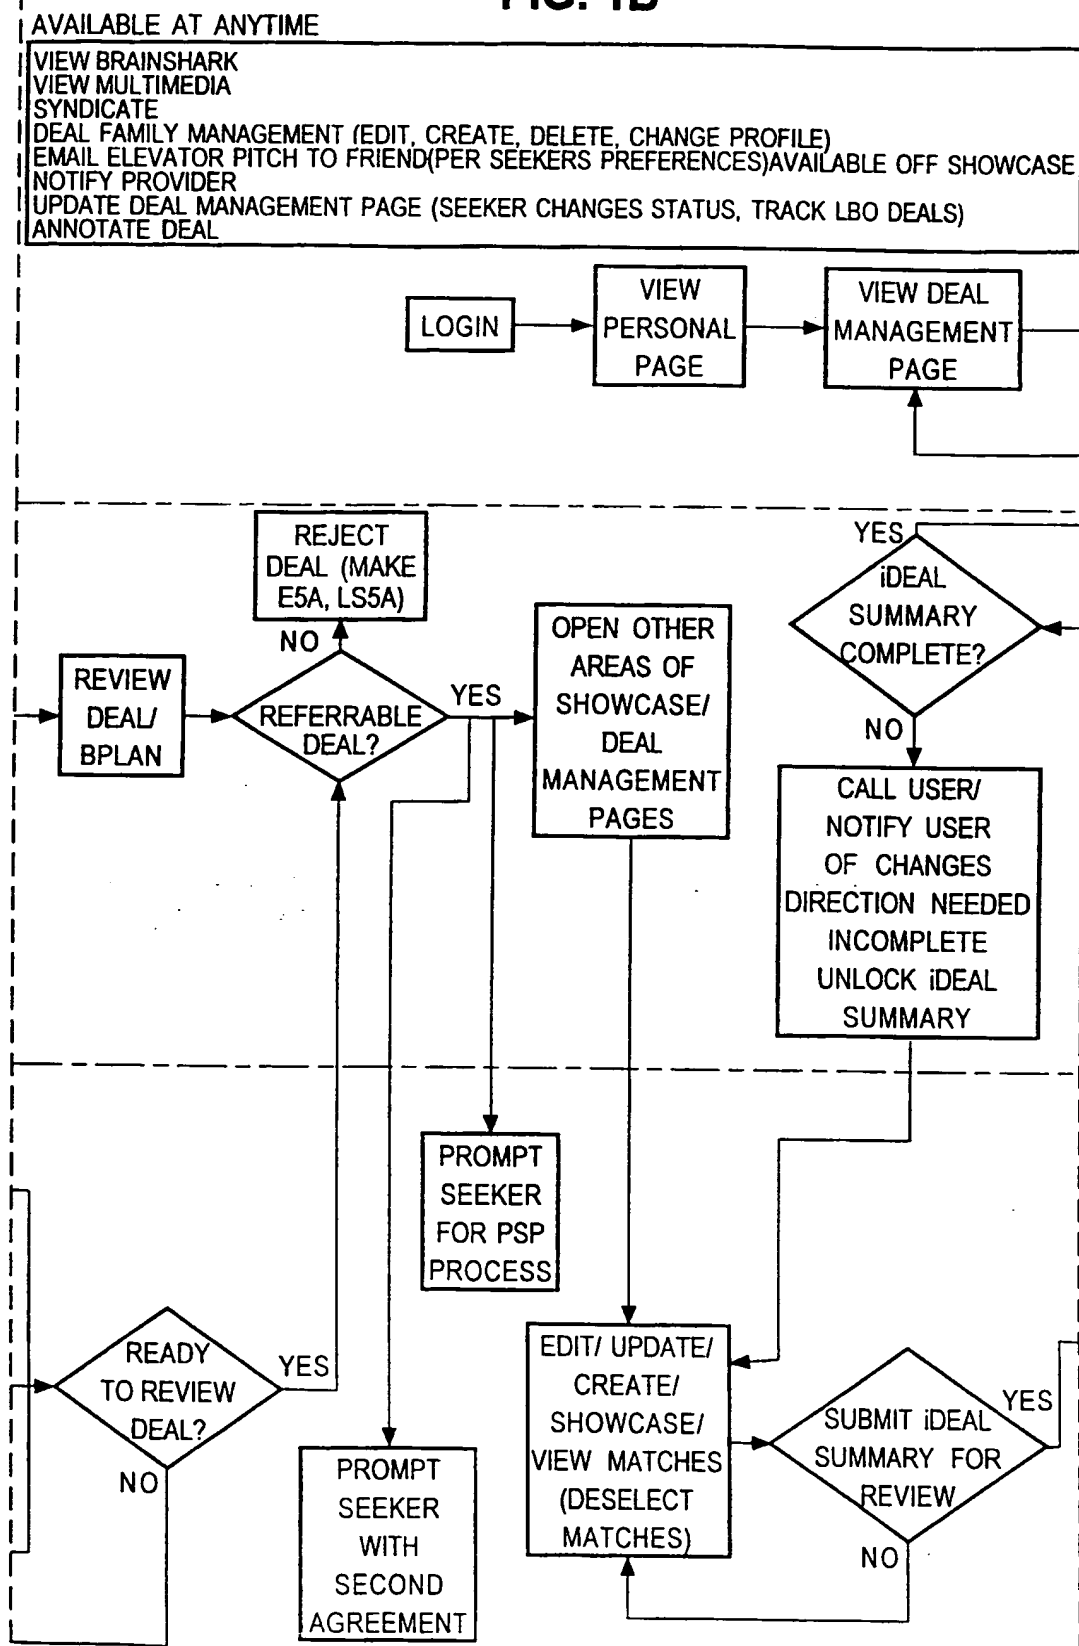 FIG. 1B
AVAILABLE AT ANYTIME
VIEW BRAINSHARK
VIEW MULTIMEDIA
SYNDICATE
DEAL FAMILY MANAGEMENT (EDIT, CREATE, DELETE, CHANGE PROFILE)
EMAIL ELEVATOR PITCH TO FRIEND(PER SEEKERS PREFERENCES)AVAILABLE OFF SHOWCASE
NOTIFY PROVIDER
UPDATE DEAL MANAGEMENT PAGE (SEEKER CHANGES STATUS, TRACK LBO DEALS)
ANNOTATE DEAL
LOGIN
VIEW
PERSONAL
PAGE
VIEW DEAL
MANAGEMENT
PAGE
REJECT
DEAL (MAKE
E5A, LS5A)
NO
REVIEW
DEAL/
BPLAN
REFERRABLE
DEAL?
YES
OPEN OTHER
AREAS OF
SHOWCASE/
DEAL
MANAGEMENT
PAGES
YES
iDEAL
SUMMARY
COMPLETE?
NO
CALL USER/
NOTIFY USER
OF CHANGES
DIRECTION NEEDED
INCOMPLETE
UNLOCK iDEAL
SUMMARY
PROMPT
SEEKER
FOR PSP
PROCESS
READY
TO REVIEW
DEAL?
YES
NO
PROMPT
SEEKER
WITH
SECOND
AGREEMENT
EDIT/ UPDATE/
CREATE/
SHOWCASE/
VIEW MATCHES
(DESELECT
MATCHES)
SUBMIT iDEAL
SUMMARY FOR
REVIEW
YES
NO